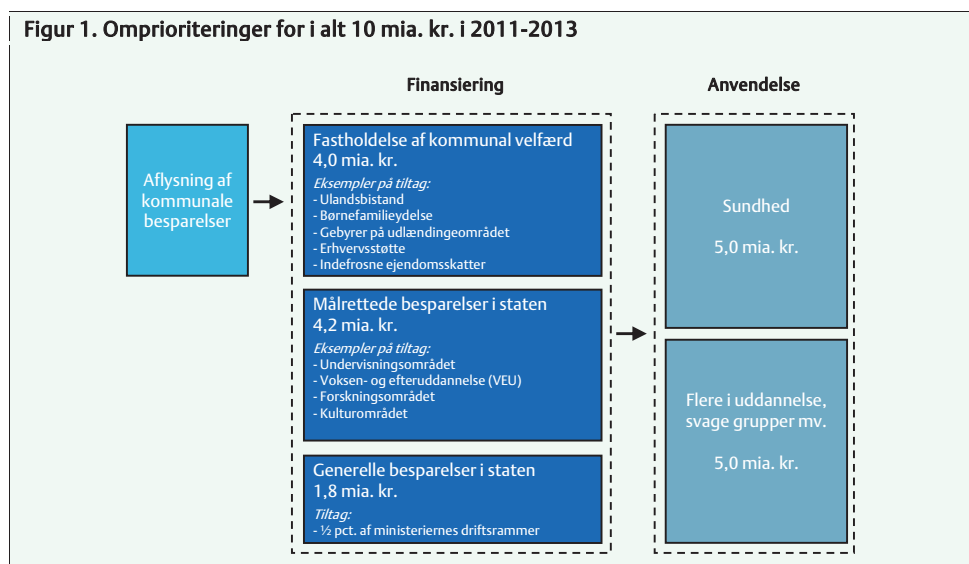 Figur 1. Omprioriteringer for i alt 10 mia. kr. i 2011-2013
Finansiering
Anvendelse
Aflysning af
kommunale
besparelser
Fastholdelse af kommunal velfærd
4,0 mia. kr.
Eksempler på tiltag:
- Ulandsbistand
- Børnefamilieydelse
- Gebyrer på udlændingeområdet
- Erhvervsstøtte
- Indefrosne ejendomsskatter
Målrettede besparelser i staten
4,2 mia. kr.
Eksempler på tiltag:
- Undervisningsområdet
- Voksen- og efteruddannelse (VEU)
- Forskningsområdet
- Kulturområdet
Generelle besparelser i staten
1,8 mia. kr.
Tiltag:
- ½ pct. af ministeriernes driftsrammer
Sundhed
5,0 mia. kr.
Flere i uddannelse,
svage grupper mv.
5,0 mia. kr.